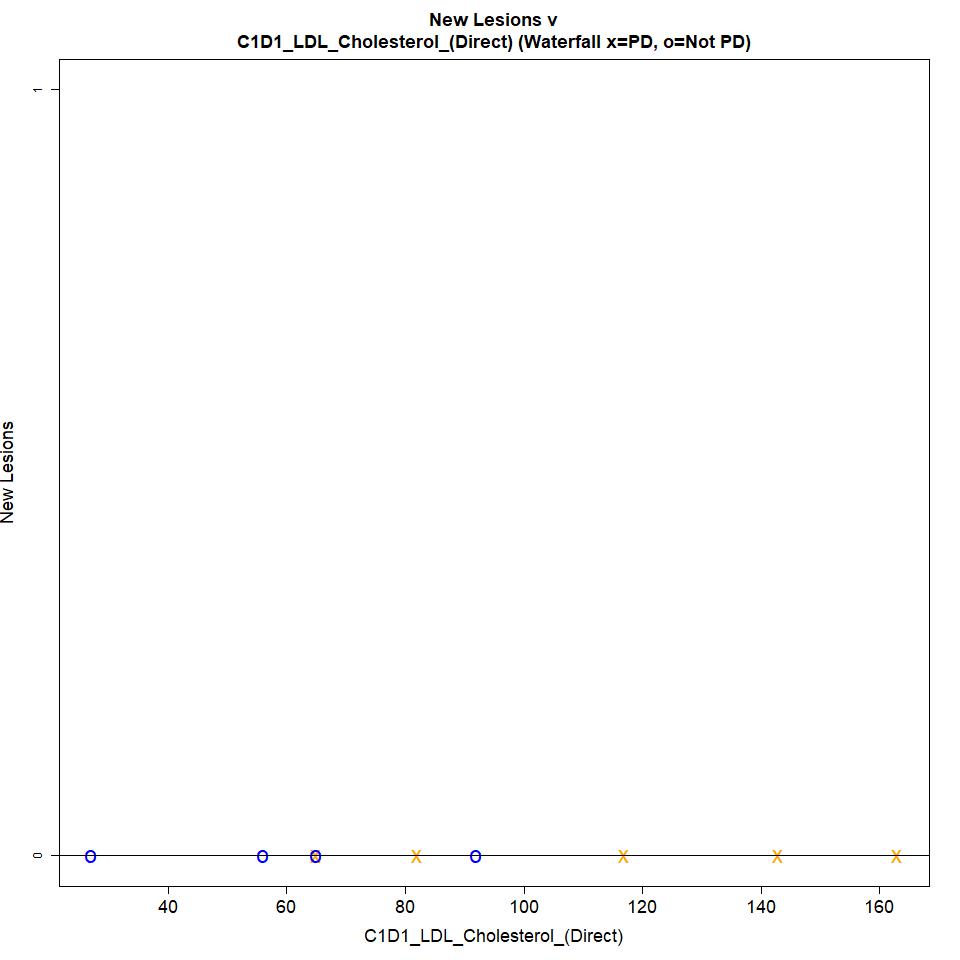 New Lesions v
C1D1_LDL_Cholesterol_(Direct) (Waterfall x=PD, o=Not PD)
1
New Lesions
0
o o x o x o x x x
40 60 80 100 120 140 160
C1D1_LDL_Cholesterol_(Direct)